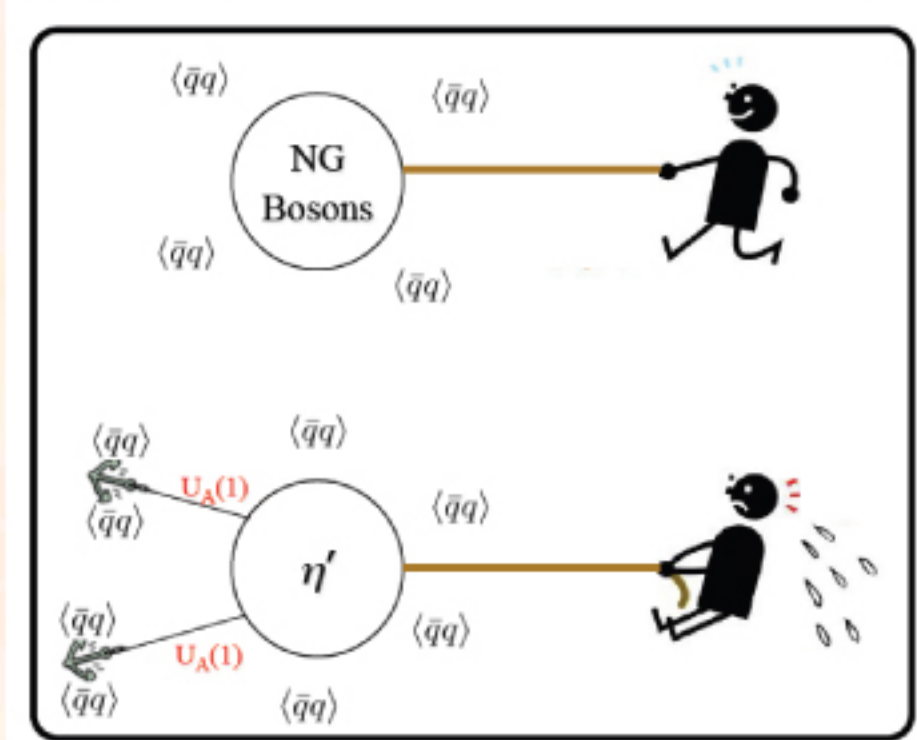 ⟨q̄q⟩
⟨q̄q⟩
NG
Bosons
⟨q̄q⟩
⟨q̄q⟩
⟨q̄q⟩
⟨q̄q⟩
U_A(1)
⟨q̄q⟩
⟨q̄q⟩
η′
⟨q̄q⟩
⟨q̄q⟩
U_A(1)
⟨q̄q⟩
⟨q̄q⟩